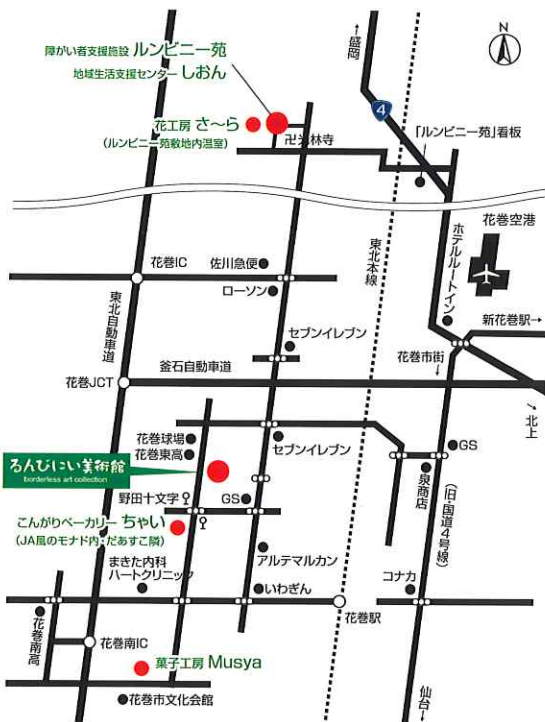 障がい者支援施設 ルンビニー苑
地域生活支援センター しおん
花工房 さ〜ら
(ルンビニー苑敷地内温室)
卍光林寺
←盛岡
4
N
「ルンビニー苑」看板
花巻空港
ホテルルートイン
東北本線
新花巻駅→
花巻市街↓
花巻IC
佐川急便
ローソン
東北自動車道
セブンイレブン
釜石自動車道
花巻JCT
↓北上
花巻球場
花巻東高
セブンイレブン
GS
泉商店
(旧・国道4号線)
るんびにい美術館
borderless art collection
野田十文字
GS
こんがりベーカリー ちゃい
(JA風のモナド内・だあすこ隣)
アルテマルカン
まきた内科
ハートクリニック
いわぎん
コナカ
花巻駅
花巻南高
花巻南IC
菓子工房 Musya
花巻市文化会館
仙台→